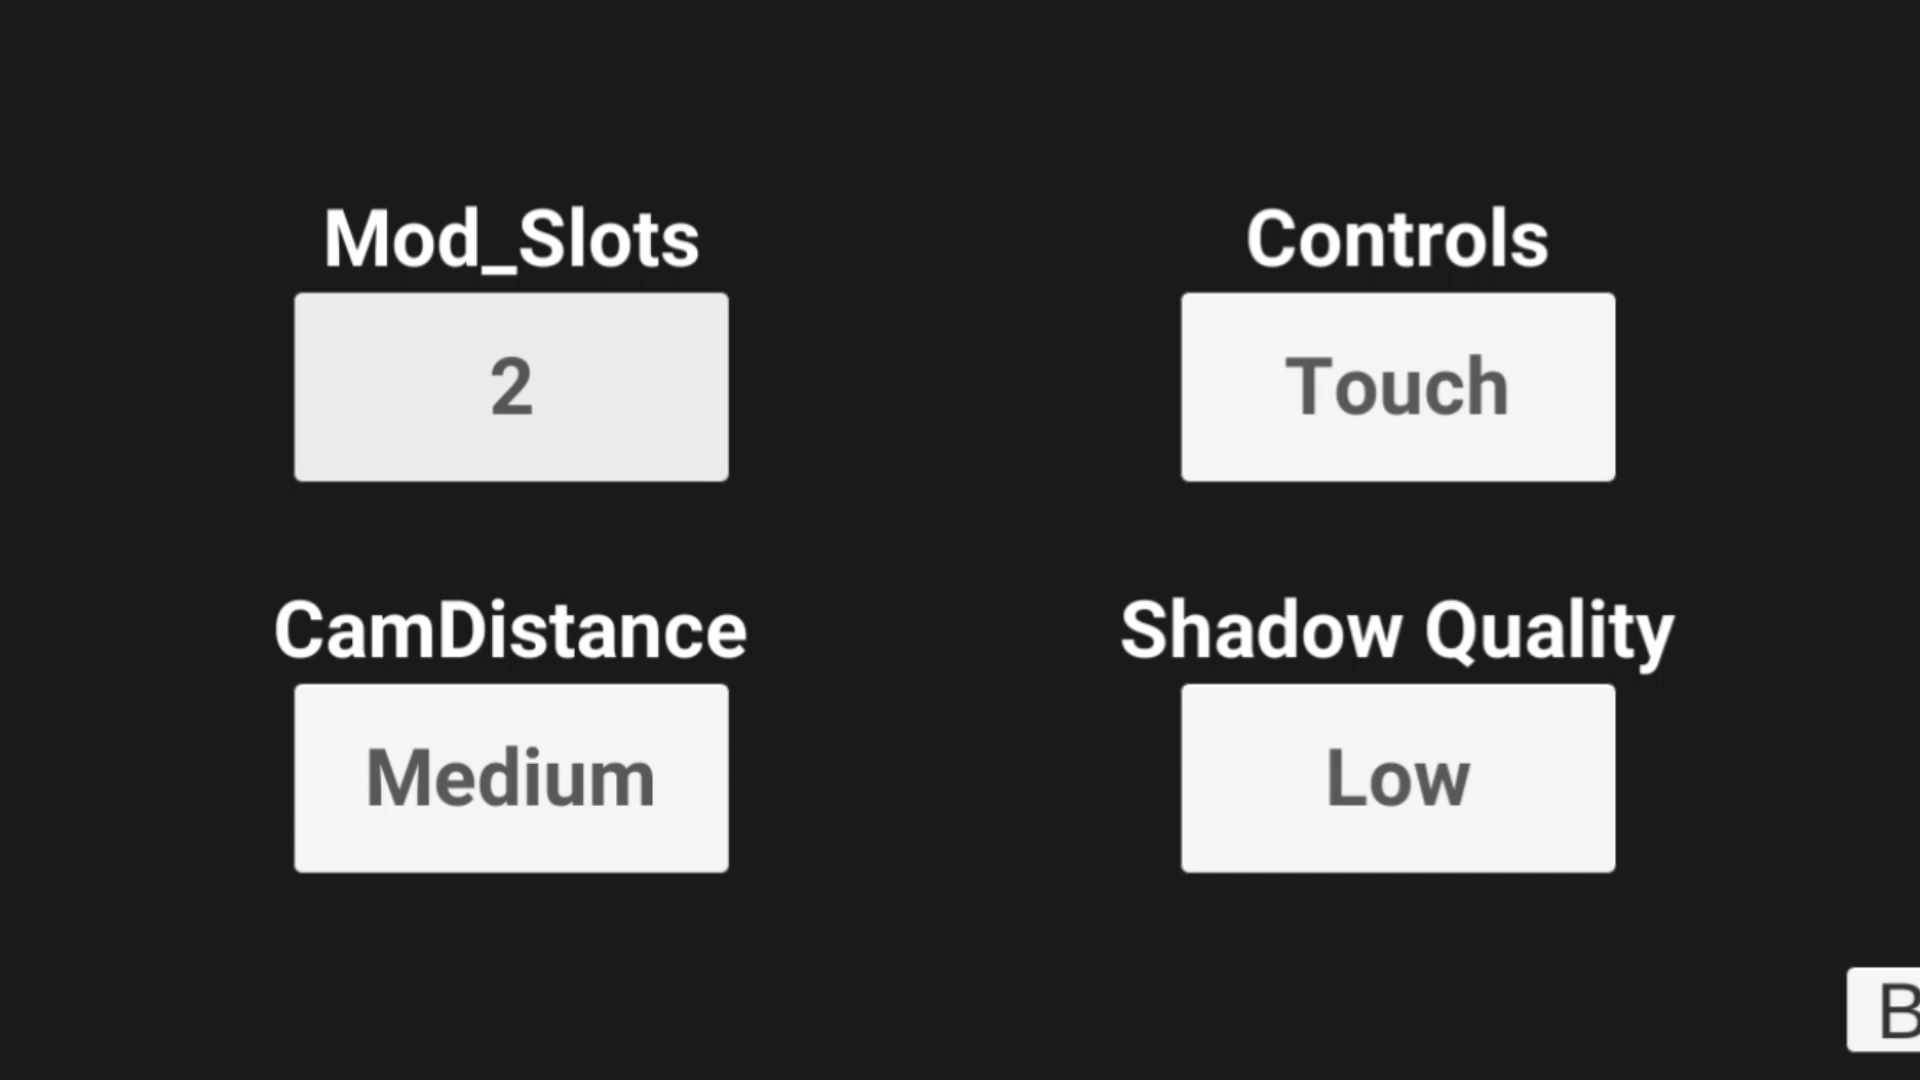 Mod_Slots
2
Controls
Touch
CamDistance
Medium
Shadow Quality
Low